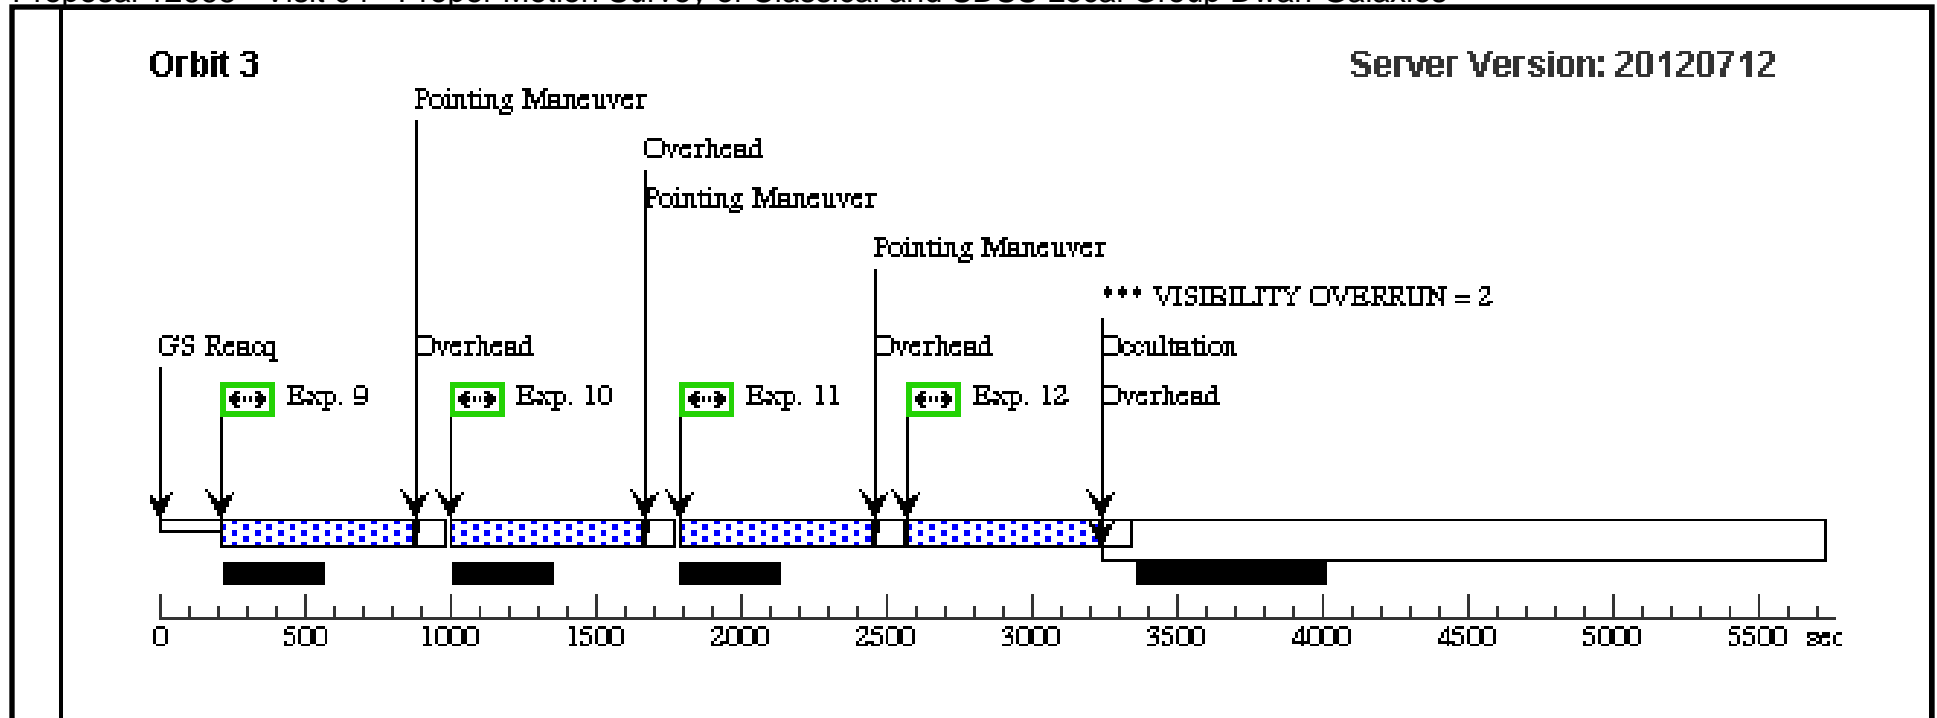 Orbit 3
Server Version: 20120712
Pointing Maneuver
Overhead
Pointing Maneuver
Pointing Maneuver
*** VISIBILITY OVERRUN = 2
GS Reacq
Overhead
Overhead
Occultation
Exp. 9
Exp. 10
Exp. 11
Exp. 12
Overhead
0 500 1000 1500 2000 2500 3000 3500 4000 4500 5000 5500 sec